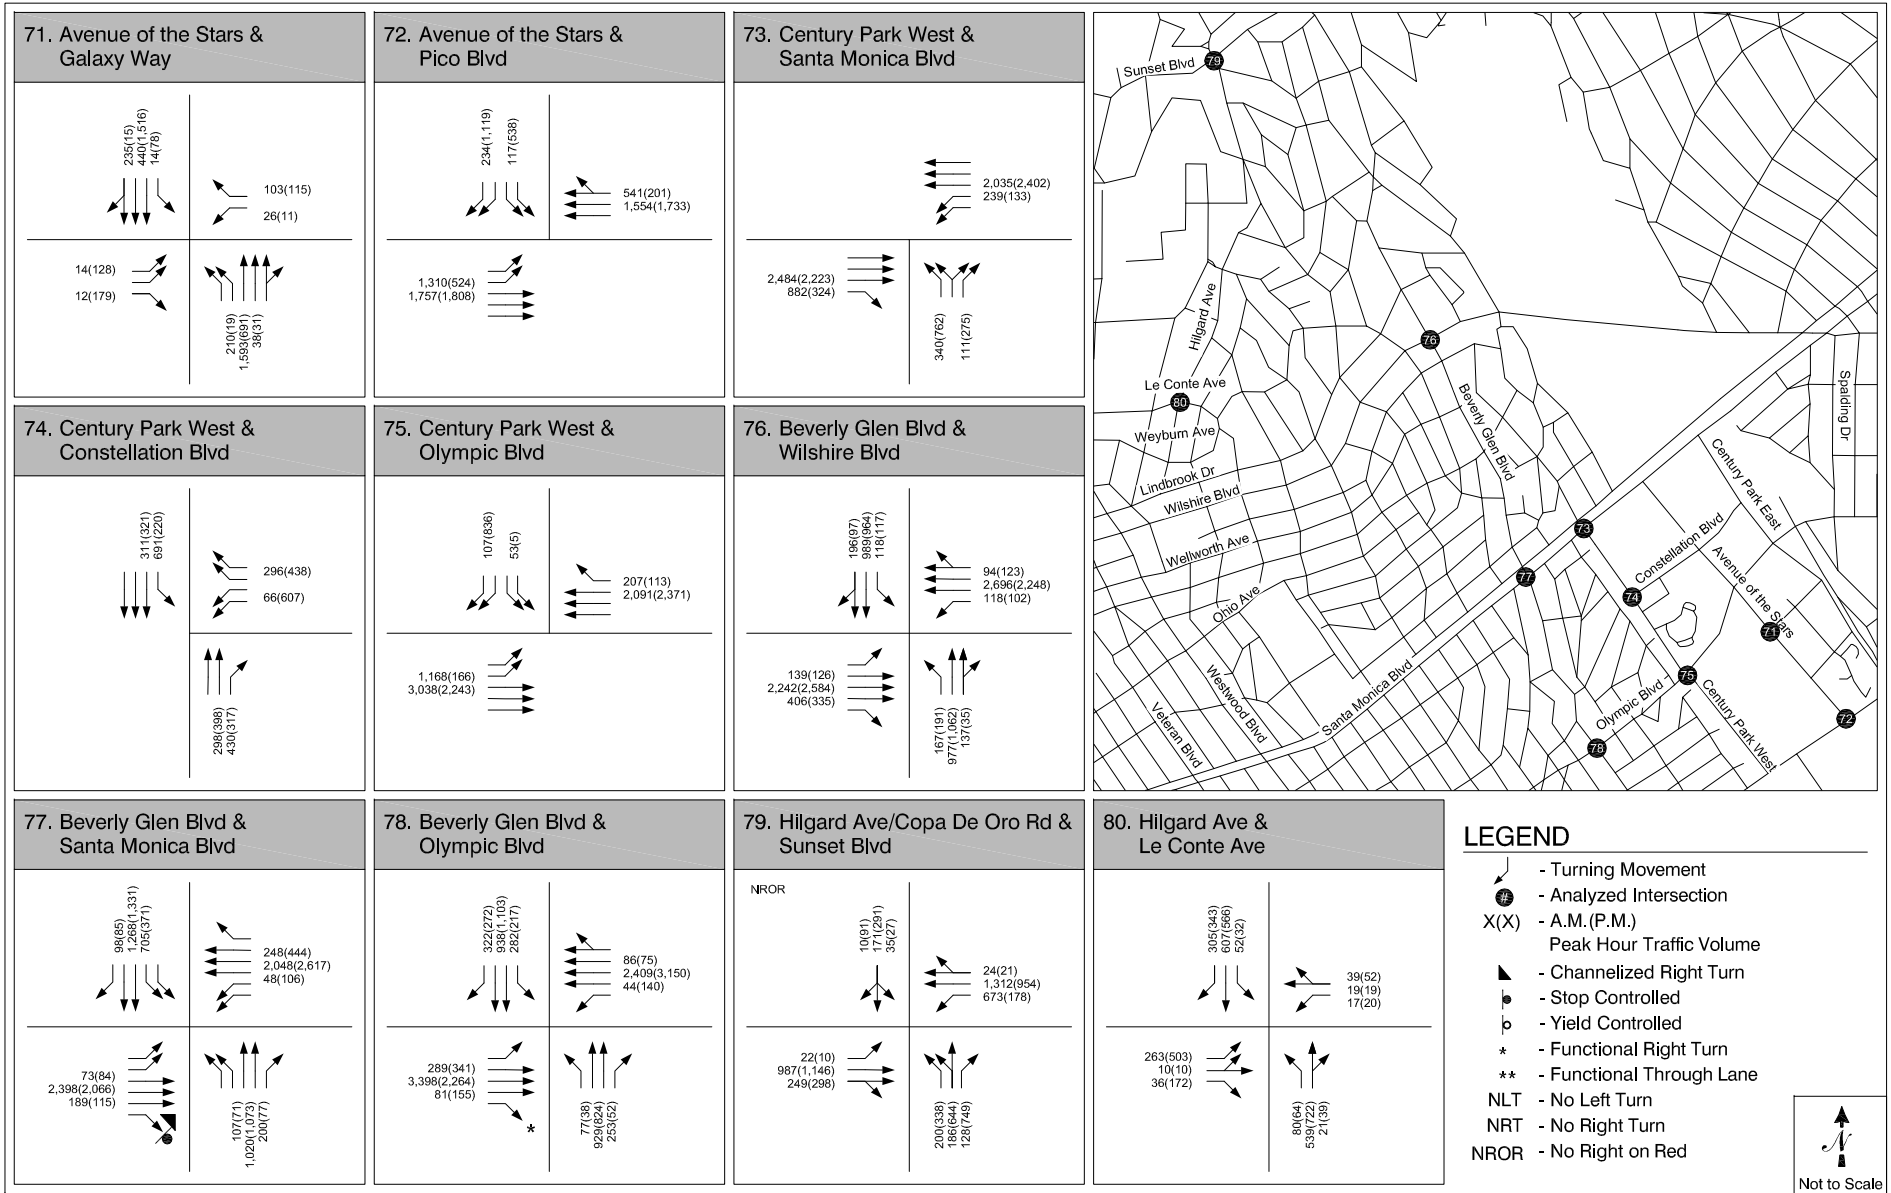 71. Avenue of the Stars &
Galaxy Way
235(15)
440(1,516)
14(78)
103(115)
26(11)
14(128)
12(179)
210(19)
1,593(691)
38(31)
72. Avenue of the Stars &
Pico Blvd
234(1,119)
117(538)
541(201)
1,554(1,733)
1,310(524)
1,757(1,808)
73. Century Park West &
Santa Monica Blvd
2,035(2,402)
239(133)
2,484(2,223)
882(324)
340(762)
111(275)
74. Century Park West &
Constellation Blvd
311(321)
691(220)
296(438)
66(607)
298(398)
430(317)
75. Century Park West &
Olympic Blvd
107(836)
53(5)
207(113)
2,091(2,371)
1,168(166)
3,038(2,243)
76. Beverly Glen Blvd &
Wilshire Blvd
196(97)
989(964)
118(117)
94(123)
2,696(2,248)
118(102)
139(126)
2,242(2,584)
406(335)
167(191)
977(1,062)
137(35)
77. Beverly Glen Blvd &
Santa Monica Blvd
98(85)
1,268(1,331)
705(371)
248(444)
2,048(2,617)
48(106)
73(84)
2,398(2,066)
189(115)
107(71)
1,020(1,073)
200(77)
78. Beverly Glen Blvd &
Olympic Blvd
322(272)
938(1,103)
282(217)
86(75)
2,409(3,150)
44(140)
289(341)
3,398(2,264)
81(155)
*
77(38)
929(824)
253(52)
79. Hilgard Ave/Copa De Oro Rd &
Sunset Blvd
NROR
10(91)
171(291)
35(27)
24(21)
1,312(954)
673(178)
22(10)
987(1,146)
249(298)
200(338)
186(644)
128(749)
80. Hilgard Ave &
Le Conte Ave
305(343)
607(566)
52(32)
39(52)
19(19)
17(20)
263(503)
10(10)
36(172)
80(64)
539(722)
21(39)
Sunset Blvd
79
Hilgard Ave
76
Le Conte Ave
80
Weyburn Ave
Beverly Glen Blvd
Spalding Dr
Lindbrook Dr
Wilshire Blvd
Century Park East
Wellworth Ave
73
Constellation Blvd
Avenue of the Stars
77
74
Ohio Ave
71
Westwood Blvd
Santa Monica Blvd
75
Olympic Blvd
Century Park West
Veteran Blvd
72
78
LEGEND
- Turning Movement
# - Analyzed Intersection
X(X) - A.M.(P.M.)
Peak Hour Traffic Volume
- Channelized Right Turn
- Stop Controlled
- Yield Controlled
* - Functional Right Turn
** - Functional Through Lane
NLT - No Left Turn
NRT - No Right Turn
NROR - No Right on Red
N
Not to Scale